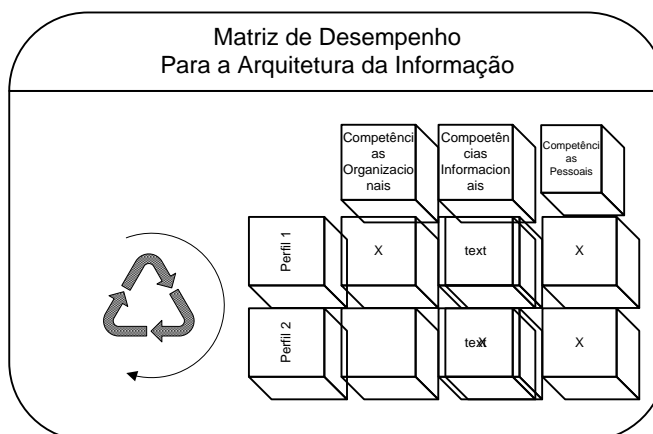 Matriz de Desempenho
Para a Arquitetura da Informação
Competênci
as
Organizacio
nais
Compoetên
cias
Informacion
ais
Competênci
as
Pessoais
Perfil 1
X
text
X
Perfil 2
text
X
X